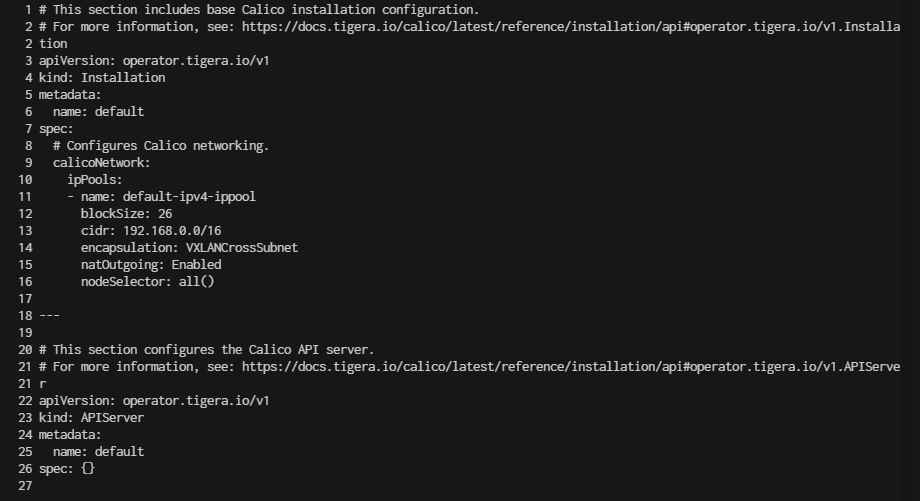 1 # This section includes base Calico installation configuration.
2 # For more information, see: https://docs.tigera.io/calico/latest/reference/installation/api#operator.tigera.io/v1.Installa
2 tion
3 apiVersion: operator.tigera.io/v1
4 kind: Installation
5 metadata:
6   name: default
7 spec:
8   # Configures Calico networking.
9   calicoNetwork:
10     ipPools:
11     - name: default-ipv4-ippool
12       blockSize: 26
13       cidr: 192.168.0.0/16
14       encapsulation: VXLANCrossSubnet
15       natOutgoing: Enabled
16       nodeSelector: all()
17
18 ---
19
20 # This section configures the Calico API server.
21 # For more information, see: https://docs.tigera.io/calico/latest/reference/installation/api#operator.tigera.io/v1.APIServe
21 r
22 apiVersion: operator.tigera.io/v1
23 kind: APIServer
24 metadata:
25   name: default
26 spec: {}
27